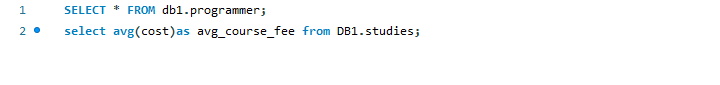 1 SELECT * FROM db1.programmer;
2 select avg(cost)as avg_course_fee from DB1.studies;